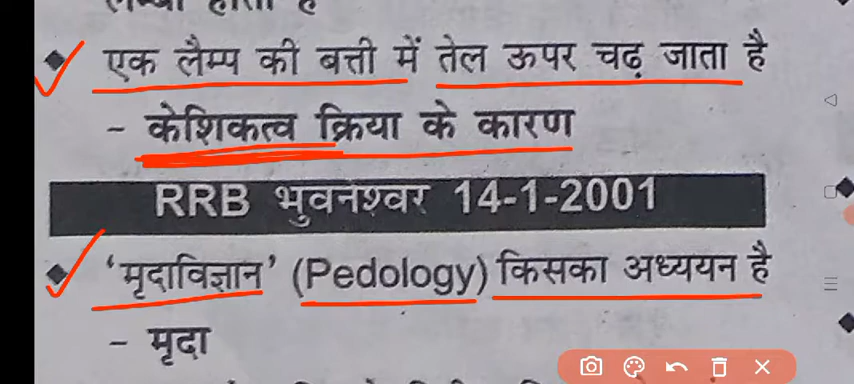 ◆ एक लैम्प की बत्ती में तेल ऊपर चढ़ जाता है
- केशिकत्व क्रिया के कारण
RRB भुवनेश्वर 14-1-2001
◆ 'मृदाविज्ञान' (Pedology) किसका अध्ययन है
- मृदा